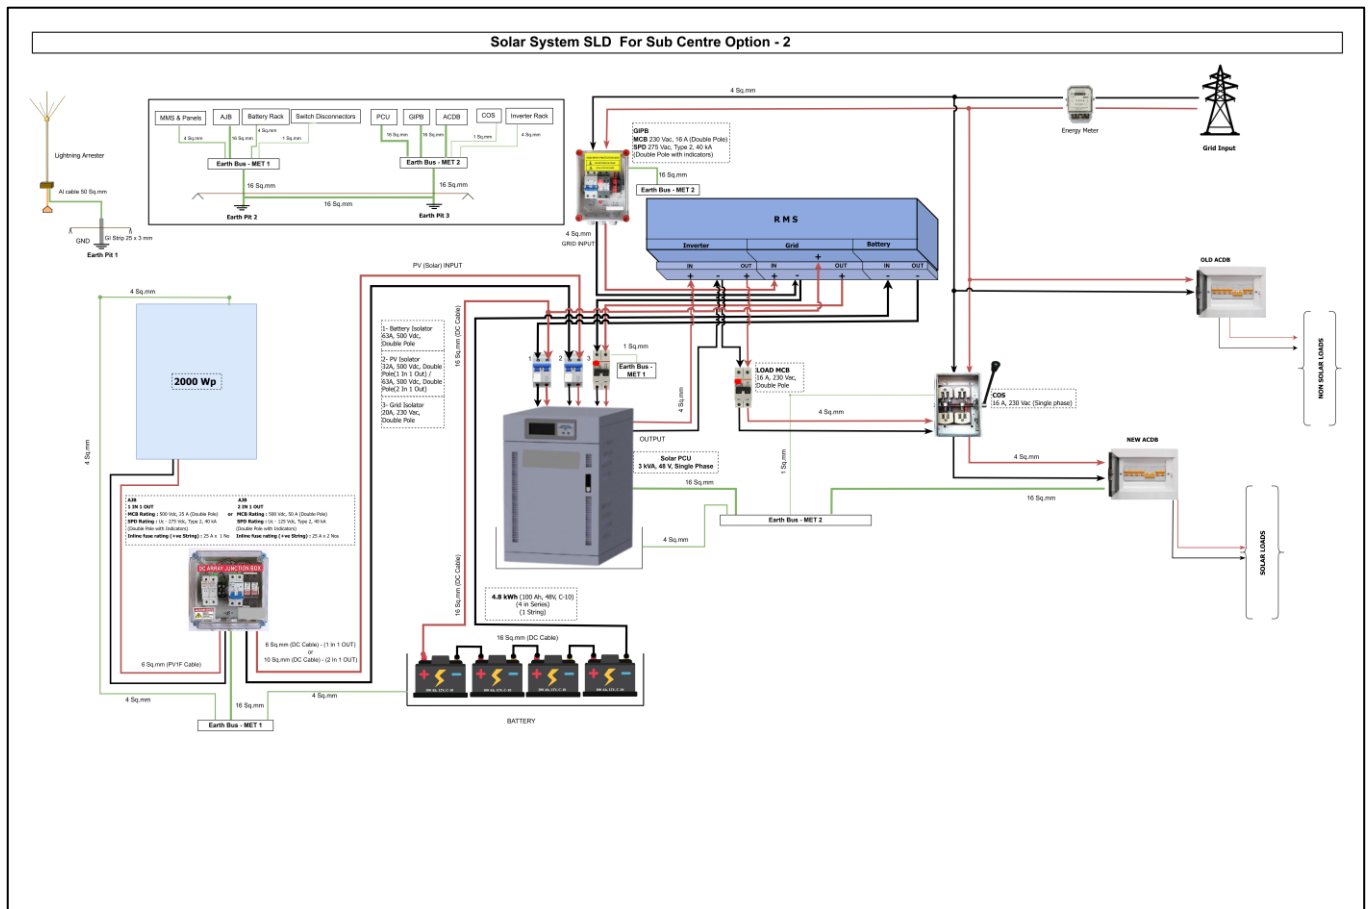 Solar System SLD  For Sub Centre Option - 2
Lightning Arrester
Al cable 50 Sq.mm
GI Strip 25 x 3 mm
GND
Earth Pit 1
MMS & Panels
AJB
Battery Rack
Switch Disconnectors
4 Sq.mm
16 Sq.mm
4 Sq.mm
1 Sq.mm
Earth Bus - MET 1
16 Sq.mm
Earth Pit 2
PCU
GIPB
ACDB
COS
Inverter Rack
16 Sq.mm
16 Sq.mm
16 Sq.mm
1 Sq.mm
4 Sq.mm
Earth Bus - MET 2
16 Sq.mm
16 Sq.mm
Earth Pit 3
4 Sq.mm
GIPB
MCB 230 Vac, 16 A (Double Pole)
SPD 275 Vac, Type 2, 40 kA
(Double Pole with indicators)
16 Sq.mm
Earth Bus - MET 2
4 Sq.mm
GRID INPUT
Energy Meter
Grid Input
R M S
Inverter
Grid
Battery
IN
OUT
IN
OUT
IN
OUT
+
-
+
+
-
+
+
-
-
OLD ACDB
NON SOLAR LOADS
PV (Solar) INPUT
4 Sq.mm
2000 Wp
4 Sq.mm
16 Sq.mm (DC Cable)
1- Battery Isolator
63A, 500 Vdc,
Double Pole
2- PV Isolator
32A, 500 Vdc, Double
Pole(1 In 1 Out) /
63A, 500 Vdc, Double
Pole(2 In 1 Out)
3- Grid Isolator
20A, 230 Vac,
Double Pole
1
2
3
1 Sq.mm
Earth Bus -
MET 1
4 Sq.mm
LOAD MCB
16 A, 230 Vac,
Double Pole
4 Sq.mm
COS
16 A, 230 Vac (Single phase)
OUTPUT
Solar PCU
3 kVA, 48 V, Single Phase
16 Sq.mm
1 Sq.mm
4 Sq.mm
NEW ACDB
16 Sq.mm
Earth Bus - MET 2
4 Sq.mm
SOLAR LOADS
AJB
1 IN 1 OUT
MCB Rating : 500 Vdc, 25 A (Double Pole)
SPD Rating : Uc - 275 Vdc, Type 2, 40 kA
(Double Pole with Indicators)
Inline fuse rating (+ve String) : 25 A x  1 No
or
AJB
2 IN 1 OUT
MCB Rating : 500 Vdc, 50 A (Double Pole)
SPD Rating : Uc - 125 Vdc, Type 2, 40 kA
(Double Pole with Indicators)
Inline fuse rating (+ve String) : 25 A x 2 Nos
DC ARRAY JUNCTION BOX
6 Sq.mm (PV1F Cable)
6 Sq.mm (DC Cable) - (1 In 1 OUT)
or
10 Sq.mm (DC Cable) - (2 In 1 OUT)
4 Sq.mm
16 Sq.mm
4 Sq.mm
Earth Bus - MET 1
16 Sq.mm (DC Cable)
4.8 kWh (100 Ah, 48V, C-10)
(4 in Series)
(1 String)
16 Sq.mm (DC Cable)
BATTERY